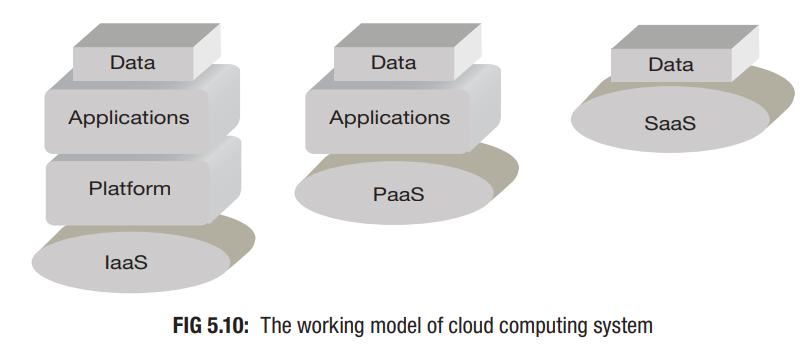 Data
Applications
Platform
IaaS
Data
Applications
PaaS
Data
SaaS
FIG 5.10: The working model of cloud computing system